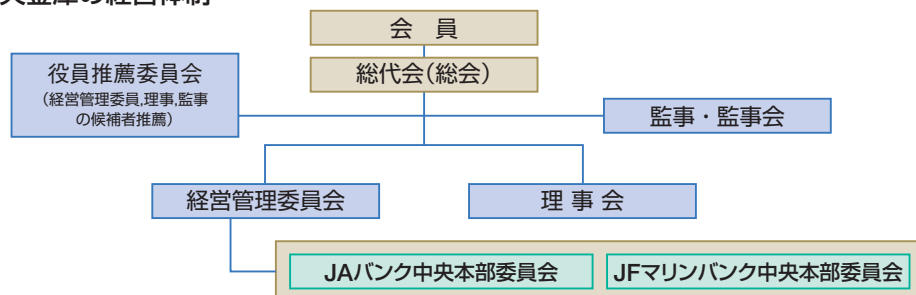 会 員
総代会(総会)
役員推薦委員会
(経営管理委員,理事,監事
の候補者推薦)
監事・監事会
経営管理委員会
理 事 会
JAバンク中央本部委員会
JFマリンバンク中央本部委員会